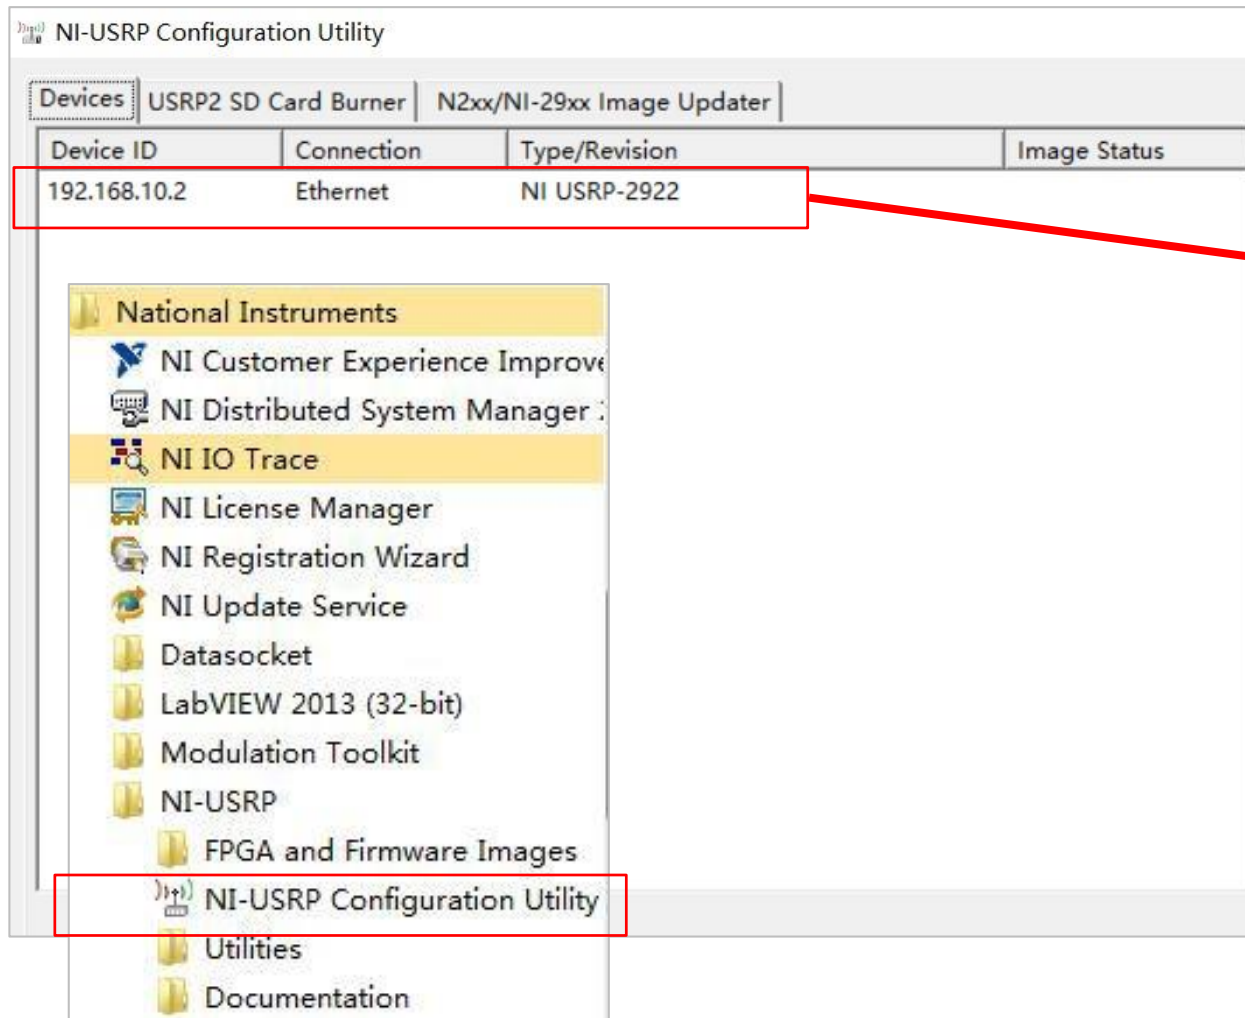 NI-USRP Configuration Utility
Devices USRP2 SD Card Burner N2xx/NI-29xx Image Updater
Device ID Connection Type/Revision Image Status
192.168.10.2 Ethernet NI USRP-2922
National Instruments
NI Customer Experience Improve
NI Distributed System Manager
NI IO Trace
NI License Manager
NI Registration Wizard
NI Update Service
Datasocket
LabVIEW 2013 (32-bit)
Modulation Toolkit
NI-USRP
FPGA and Firmware Images
NI-USRP Configuration Utility
Utilities
Documentation